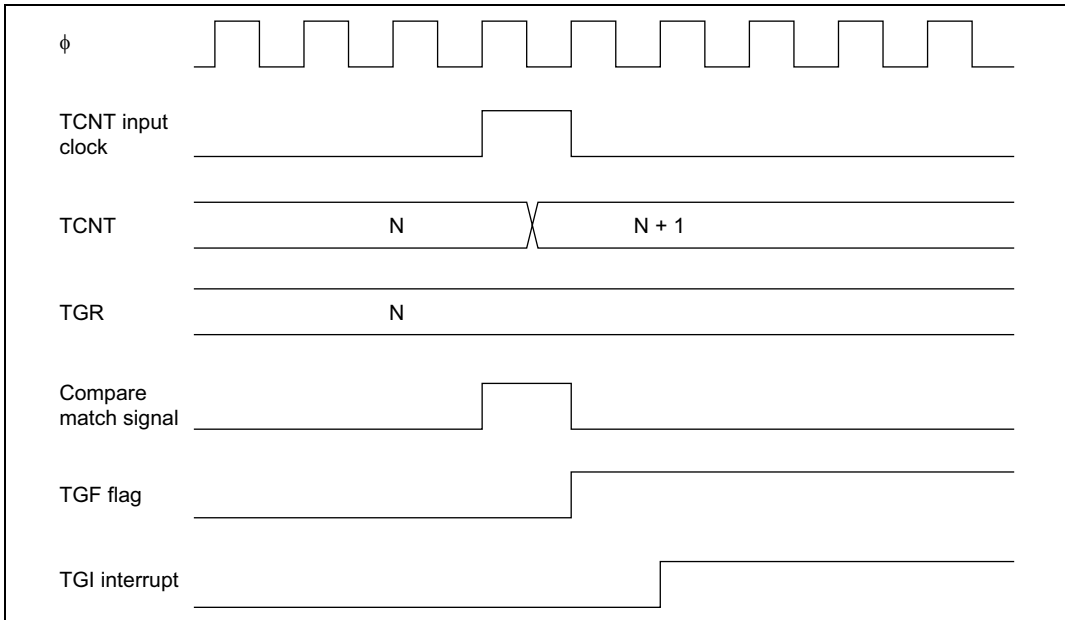 ϕ
TCNT input
clock
TCNT
N
N + 1
TGR
N
Compare
match signal
TGF flag
TGI interrupt